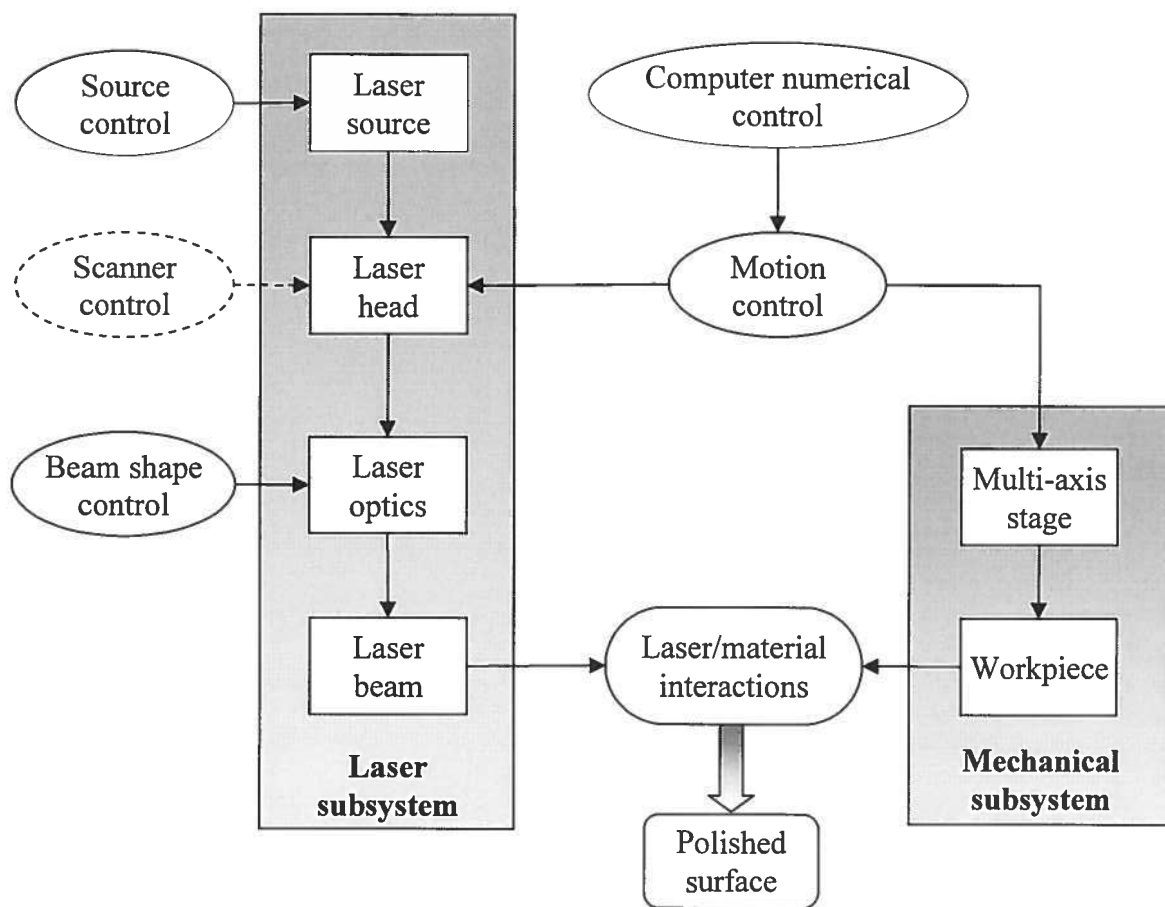 Source
control
Laser
source
Computer numerical
control
Scanner
control
Laser
head
Motion
control
Beam shape
control
Laser
optics
Multi-axis
stage
Laser
beam
Laser/material
interactions
Workpiece
Laser
subsystem
Mechanical
subsystem
Polished
surface